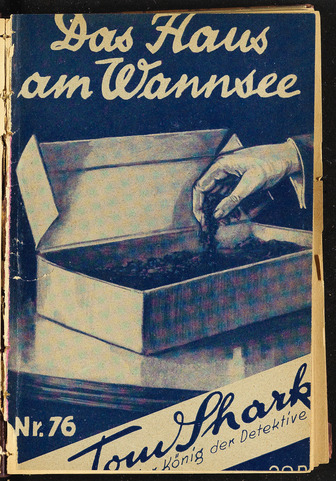 Das Haus
am Wannsee
Nr. 76
Tom Shark
König der Detektive